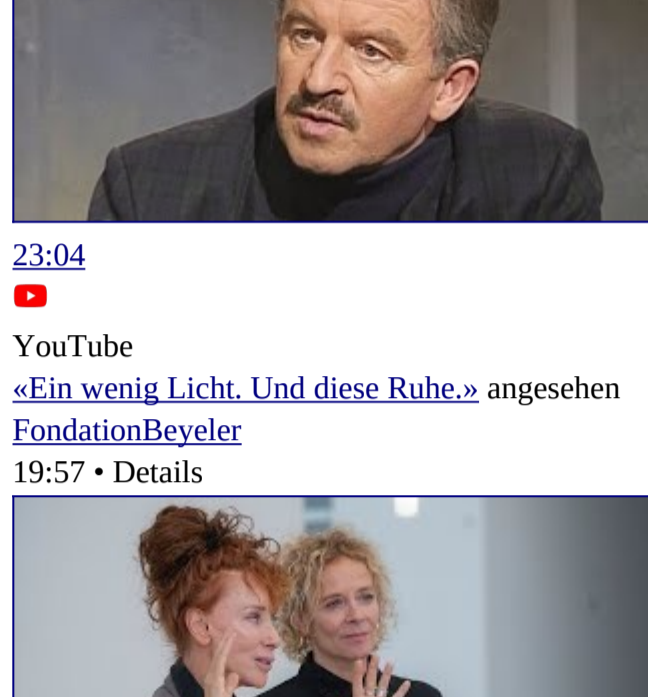 23:04
YouTube
«Ein wenig Licht. Und diese Ruhe.» angesehen
FondationBeyeler
19:57 • Details